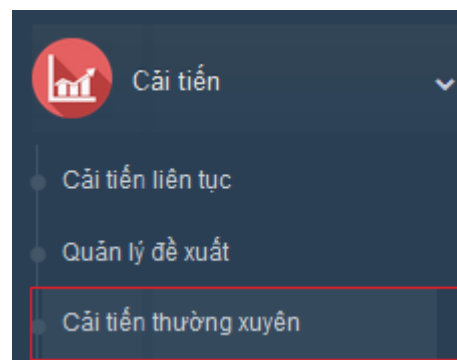 Cải tiến
Cải tiến liên tục
Quản lý đề xuất
Cải tiến thường xuyên